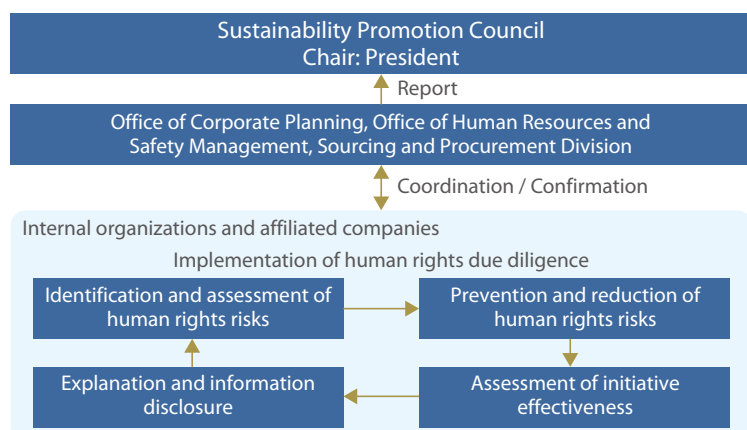 Sustainability Promotion Council
Chair: President
Report
Office of Corporate Planning, Office of Human Resources and
Safety Management, Sourcing and Procurement Division
Coordination / Confirmation
Internal organizations and affiliated companies
Implementation of human rights due diligence
Identification and assessment of
human rights risks
Prevention and reduction of
human rights risks
Explanation and information
disclosure
Assessment of initiative
effectiveness